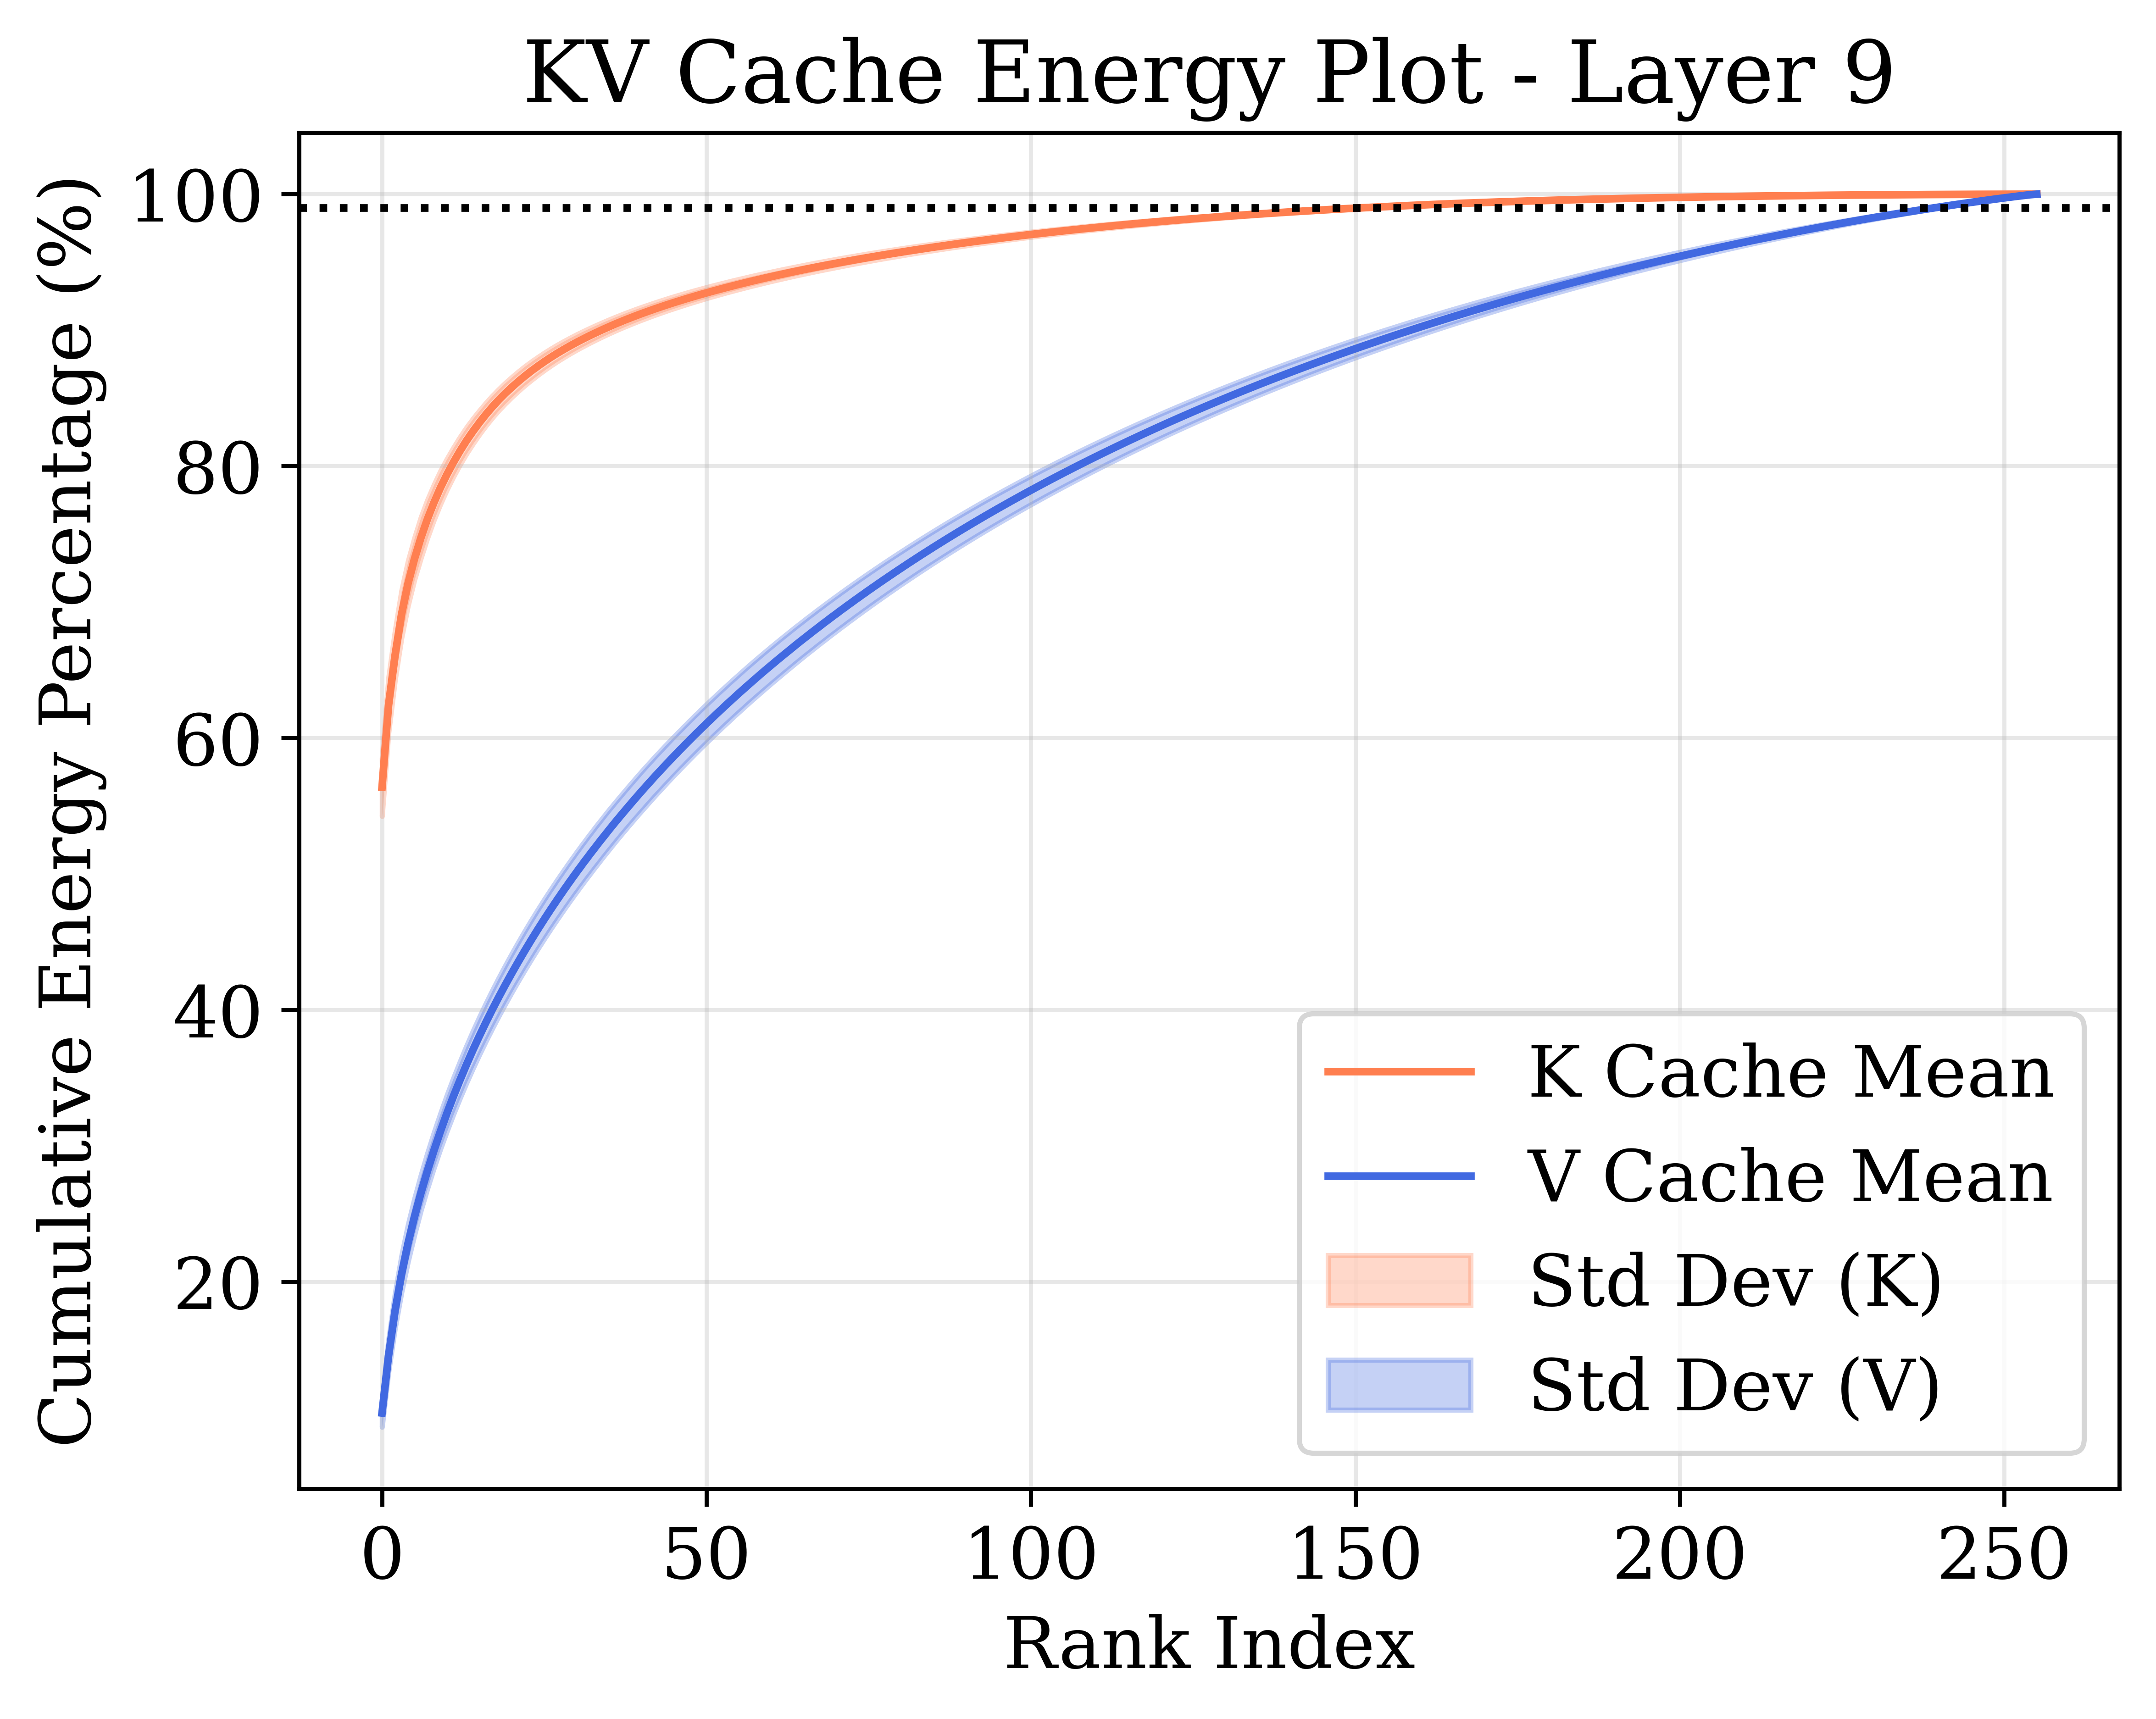 KV Cache Energy Plot - Layer 9
Cumulative Energy Percentage (%)
100
80
60
40
20
K Cache Mean
V Cache Mean
Std Dev (K)
Std Dev (V)
0 50 100 150 200 250
Rank Index